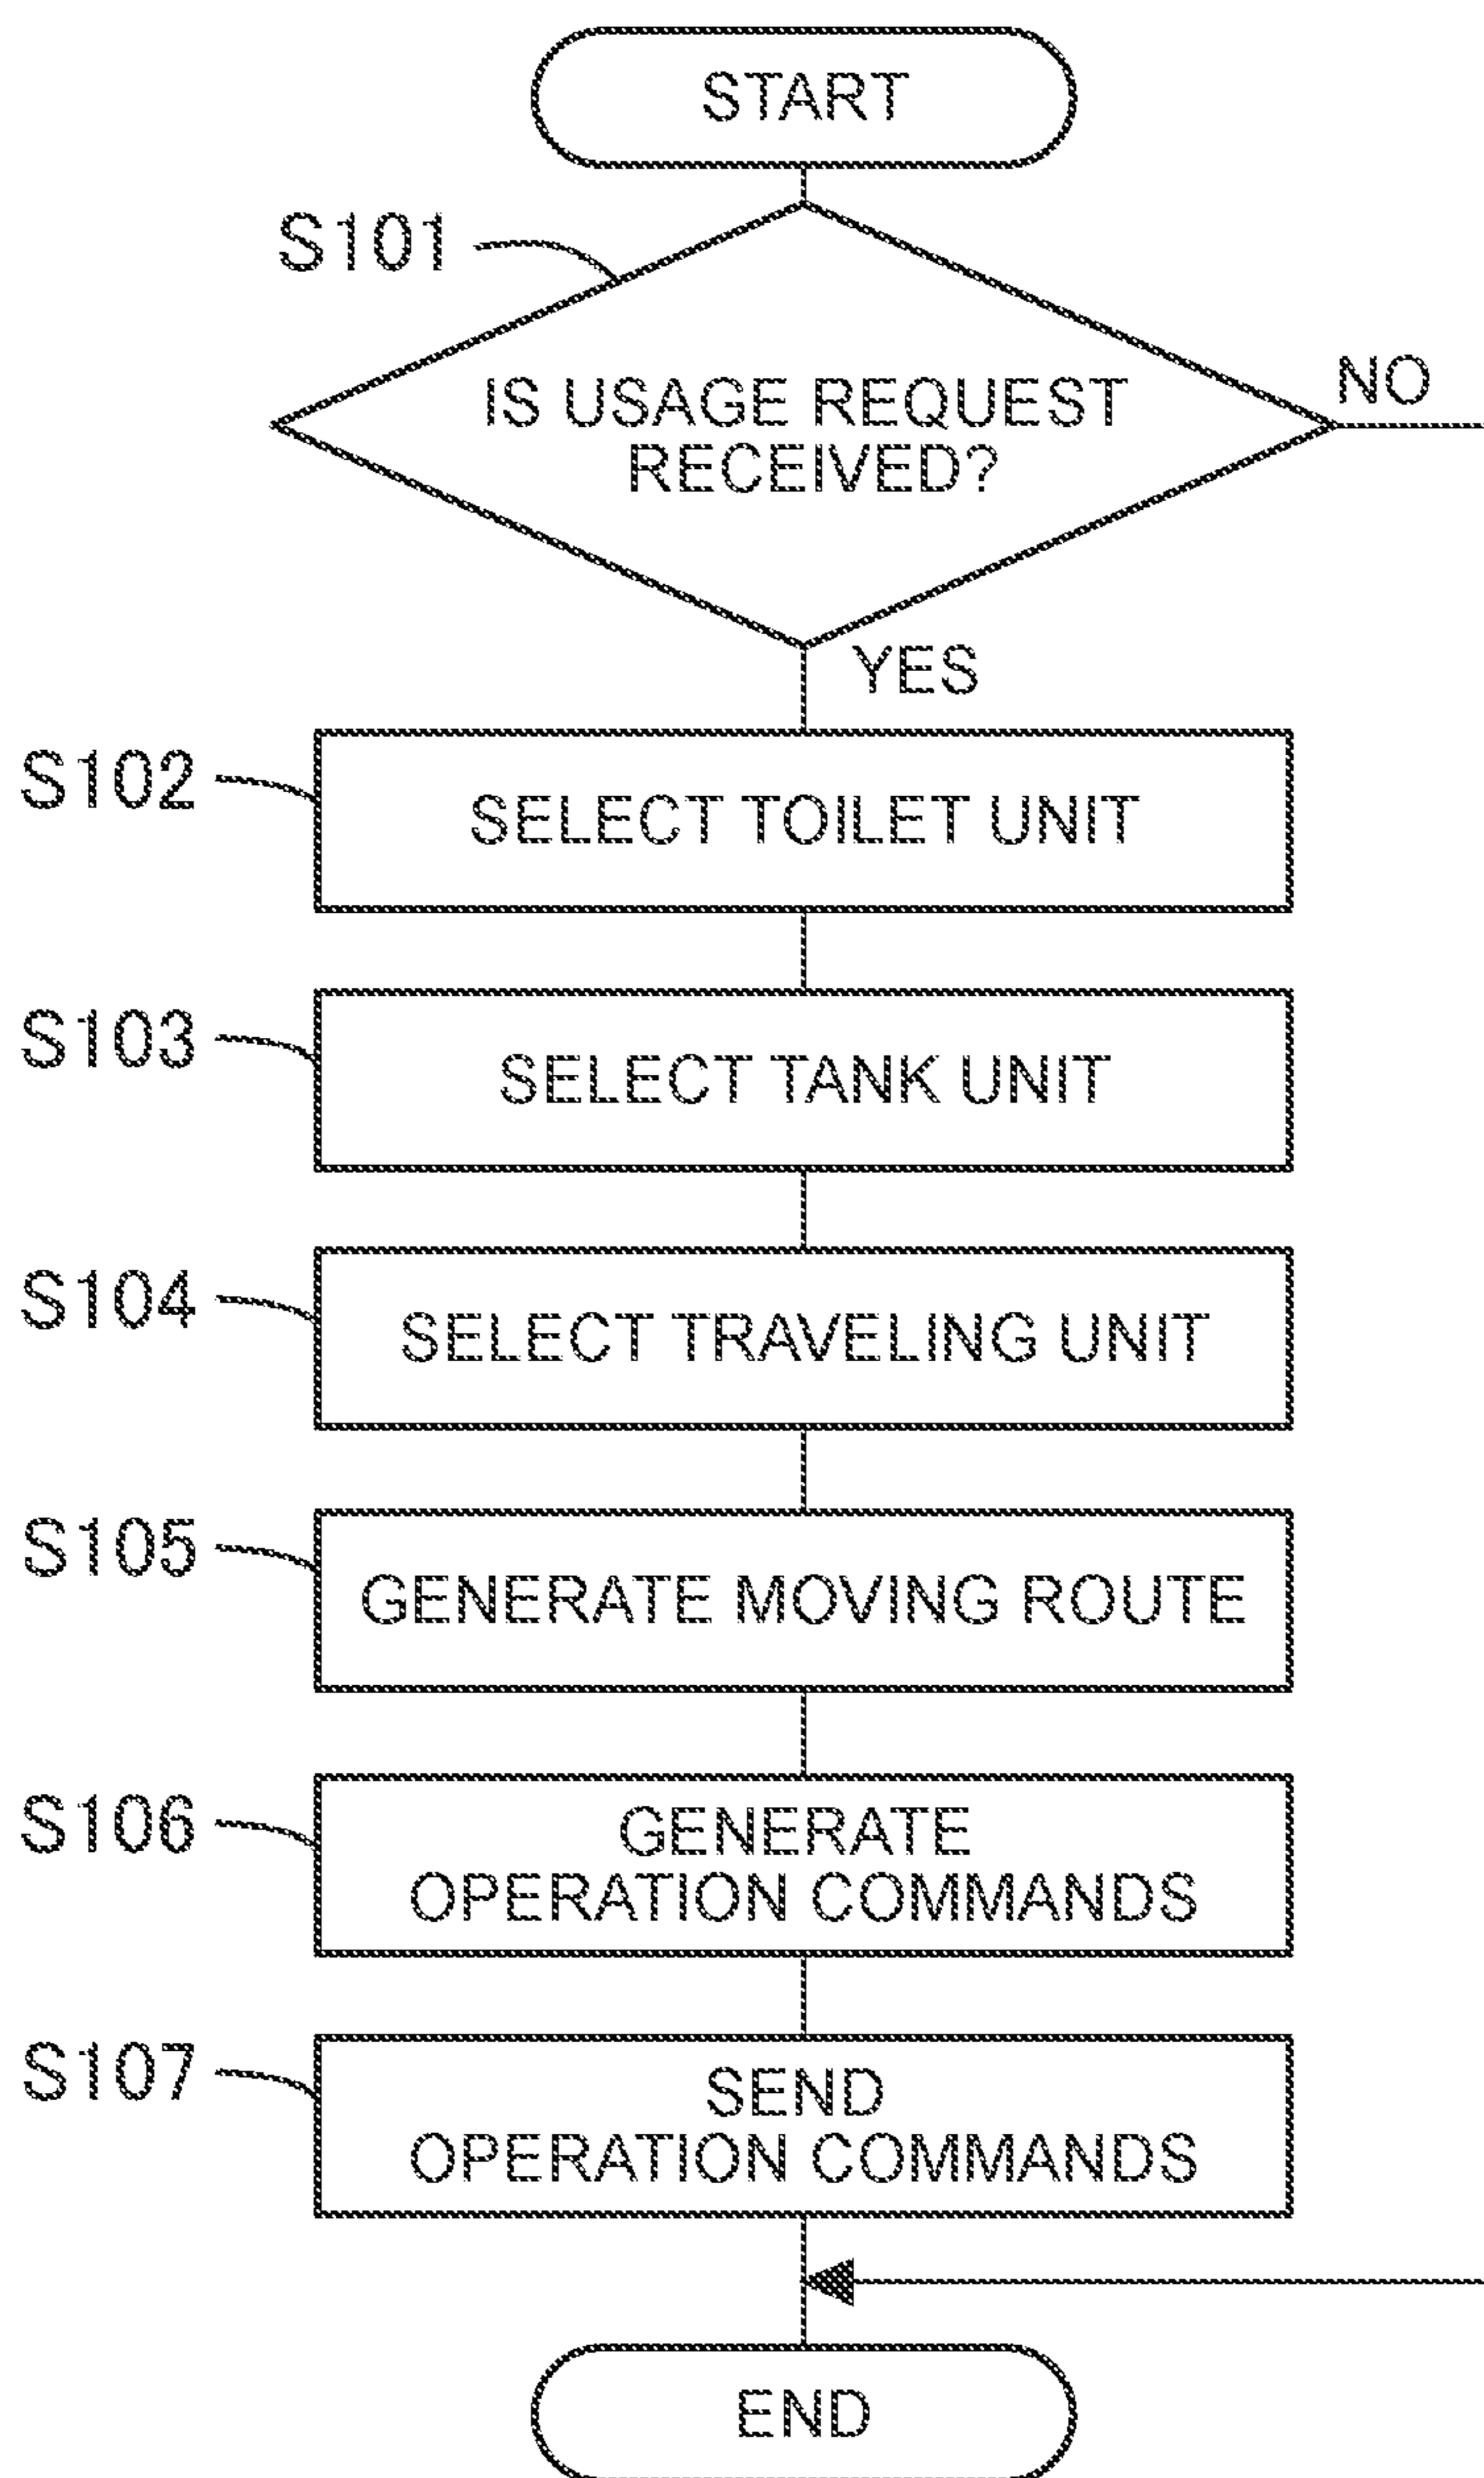 START
S101
IS USAGE REQUEST
RECEIVED?
NO
YES
S102
SELECT TOILET UNIT
S103
SELECT TANK UNIT
S104
SELECT TRAVELING UNIT
S105
GENERATE MOVING ROUTE
S106
GENERATE
OPERATION COMMANDS
S107
SEND
OPERATION COMMANDS
END